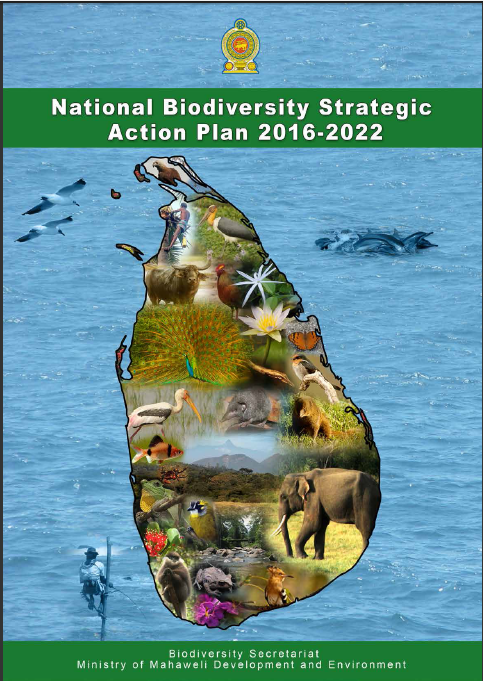 National Biodiversity Strategic
Action Plan 2016-2022
Biodiversity Secretariat
Ministry of Mahaweli Development and Environment